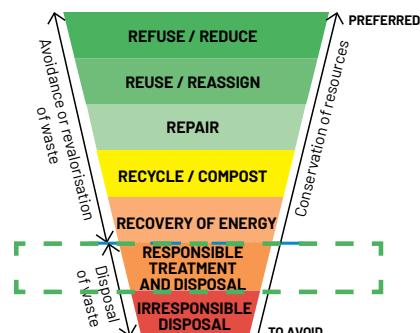 PREFERRED
REFUSE / REDUCE
REUSE / REASSIGN
REPAIR
RECYCLE / COMPOST
RECOVERY OF ENERGY
RESPONSIBLE
TREATMENT
AND DISPOSAL
IRRESPONSIBLE
DISPOSAL
TO AVOID
Avoidance or revalorisation
of waste
Disposal
of waste
Conservation of resources